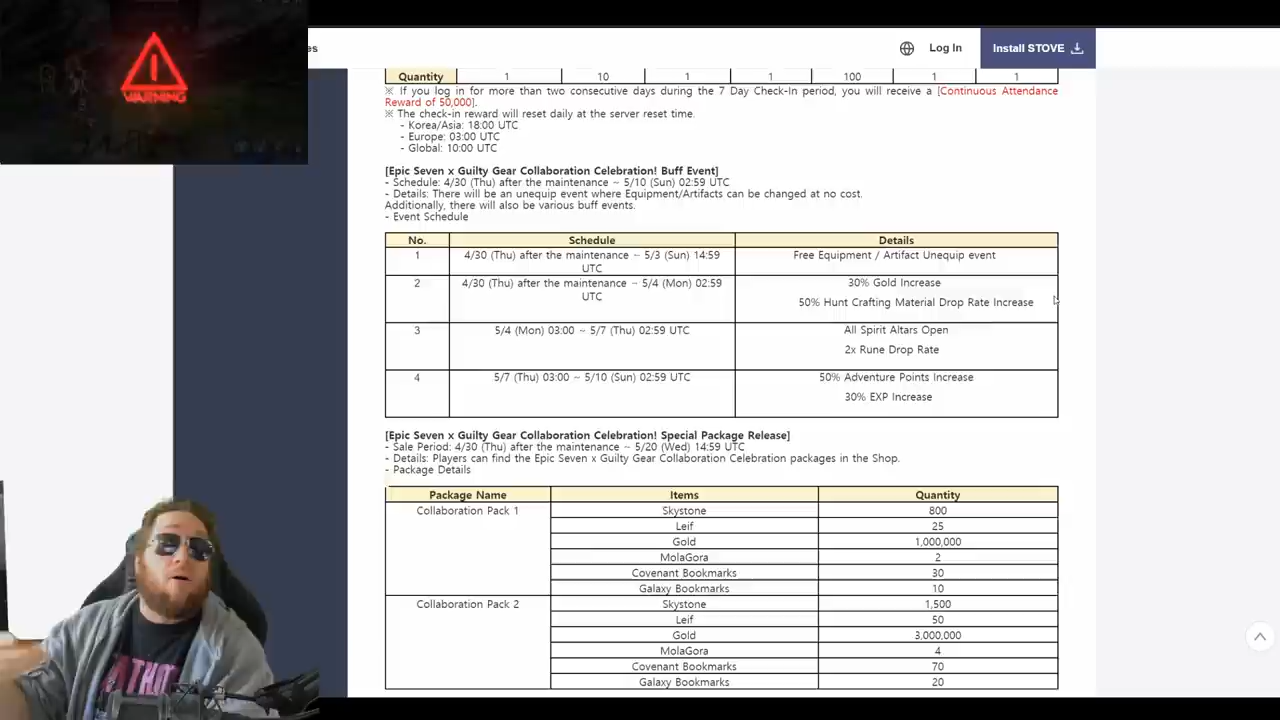 WARNING
es
Log In
Install STOVE
Quantity 1 10 1 1 100 1 1
※ If you log in for more than two consecutive days during the 7 Day Check-In period, you will receive a [Continuous Attendance
Reward of 50,000].
※ The check-in reward will reset daily at the server reset time.
- Korea/Asia: 18:00 UTC
- Europe: 03:00 UTC
- Global: 10:00 UTC
[Epic Seven x Guilty Gear Collaboration Celebration! Buff Event]
- Schedule: 4/30 (Thu) after the maintenance ~ 5/10 (Sun) 02:59 UTC
- Details: There will be an unequip event where Equipment/Artifacts can be changed at no cost.
Additionally, there will also be various buff events.
- Event Schedule
No. Schedule Details
1 4/30 (Thu) after the maintenance ~ 5/3 (Sun) 14:59 Free Equipment / Artifact Unequip event
UTC
2 4/30 (Thu) after the maintenance ~ 5/4 (Mon) 02:59 30% Gold Increase
UTC
50% Hunt Crafting Material Drop Rate Increase
3 5/4 (Mon) 03:00 ~ 5/7 (Thu) 02:59 UTC All Spirit Altars Open
2x Rune Drop Rate
4 5/7 (Thu) 03:00 ~ 5/10 (Sun) 02:59 UTC 50% Adventure Points Increase
30% EXP Increase
[Epic Seven x Guilty Gear Collaboration Celebration! Special Package Release]
- Sale Period: 4/30 (Thu) after the maintenance ~ 5/20 (Wed) 14:59 UTC
- Details: Players can find the Epic Seven x Guilty Gear Collaboration Celebration packages in the Shop.
- Package Details
Package Name Items Quantity
Collaboration Pack 1 Skystone 800
Leif 25
Gold 1,000,000
MolaGora 2
Covenant Bookmarks 30
Galaxy Bookmarks 10
Collaboration Pack 2 Skystone 1,500
Leif 50
Gold 3,000,000
MolaGora 4
Covenant Bookmarks 70
Galaxy Bookmarks 20